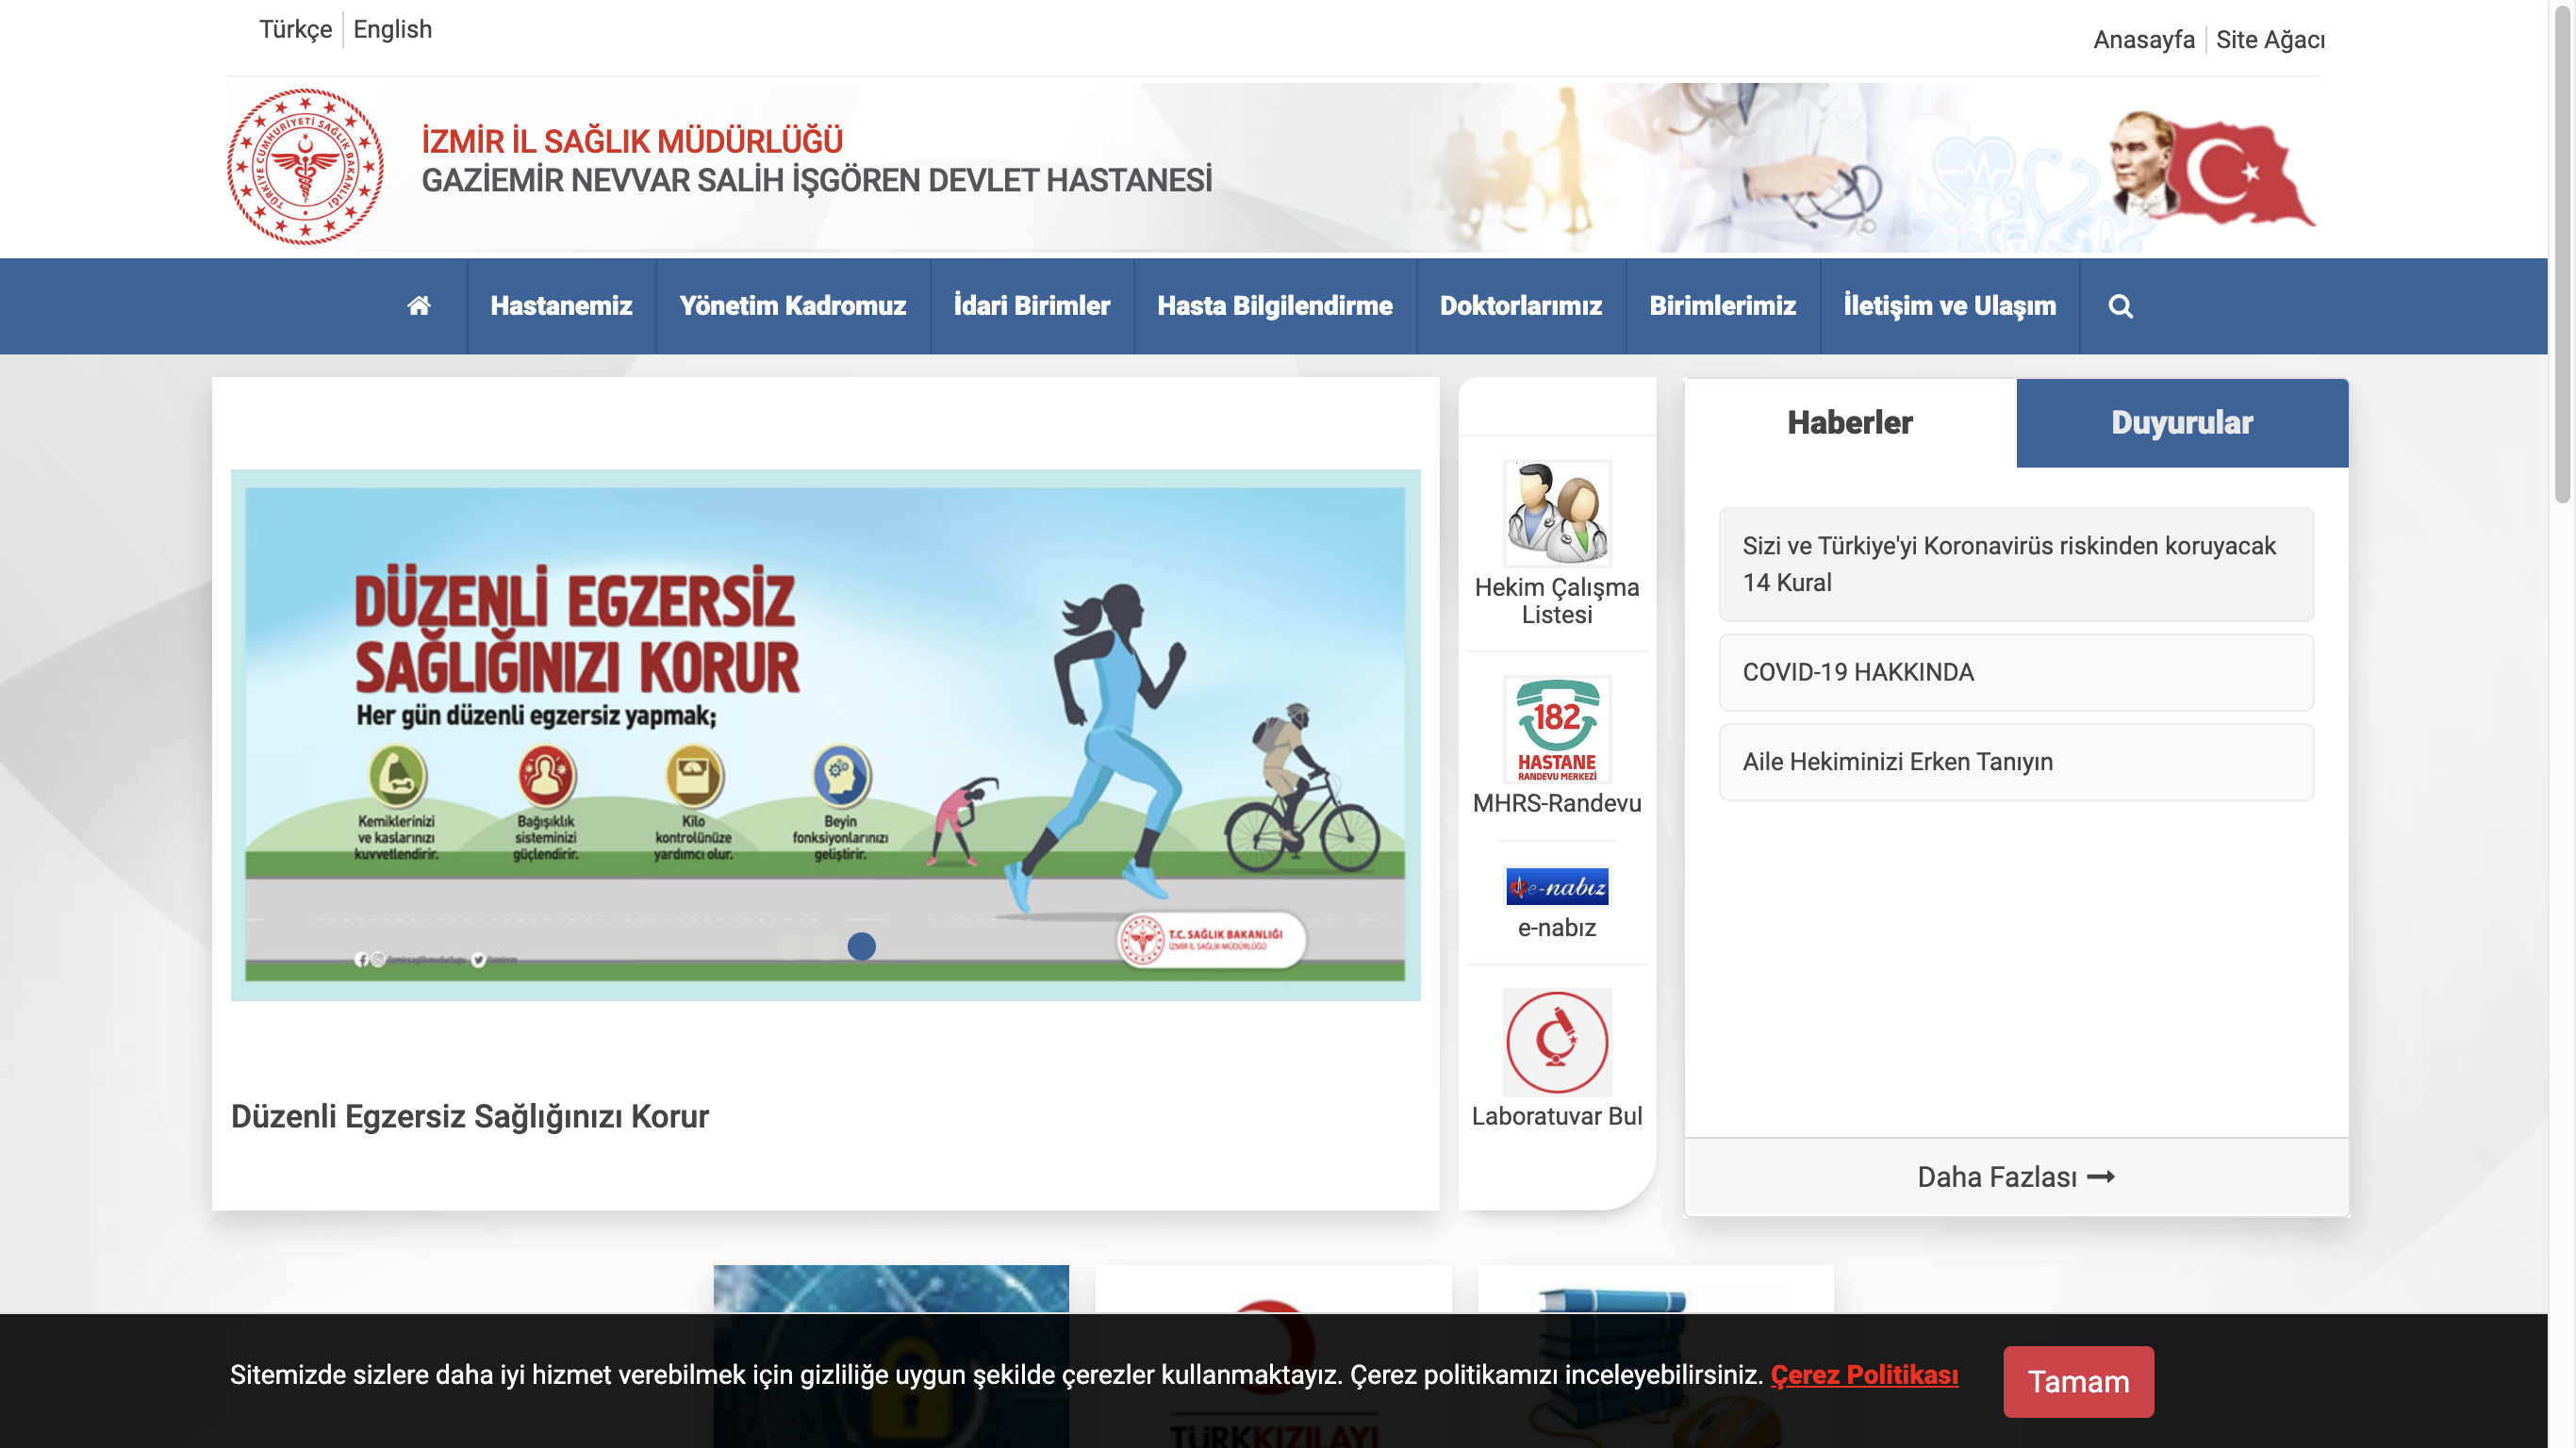 Türkçe
English
Anasayfa
Site Ağacı
TÜRKİYE CUMHURİYETİ SAĞLIK BAKANLIĞI
İZMİR İL SAĞLIK MÜDÜRLÜĞÜ
GAZİEMİR NEVVAR SALİH İŞGÖREN DEVLET HASTANESİ
Hastanemiz
Yönetim Kadromuz
İdari Birimler
Hasta Bilgilendirme
Doktorlarımız
Birimlerimiz
İletişim ve Ulaşım
DÜZENLİ EGZERSİZ
SAĞLIĞINIZI KORUR
Her gün düzenli egzersiz yapmak;
Kemiklerinizi
ve kaslarınızı
kuvvetlendirir.
Bağışıklık
sisteminizi
güçlendirir.
Kilo
kontrolünüze
yardımcı olur.
Beyin
fonksiyonlarınızı
geliştirir.
T.C. SAĞLIK BAKANLIĞI
İZMİR İL SAĞLIK MÜDÜRLÜĞÜ
Düzenli Egzersiz Sağlığınızı Korur
Hekim Çalışma
Listesi
182
HASTANE
RANDEVU MERKEZİ
MHRS-Randevu
e-nabız
e-nabız
Laboratuvar Bul
Haberler
Duyurular
Sizi ve Türkiye'yi Koronavirüs riskinden koruyacak
14 Kural
COVID-19 HAKKINDA
Aile Hekiminizi Erken Tanıyın
Daha Fazlası
Sitemizde sizlere daha iyi hizmet verebilmek için gizliliğe uygun şekilde çerezler kullanmaktayız. Çerez politikamızı inceleyebilirsiniz. Çerez Politikası
Tamam
TÜRKKIZILAYI